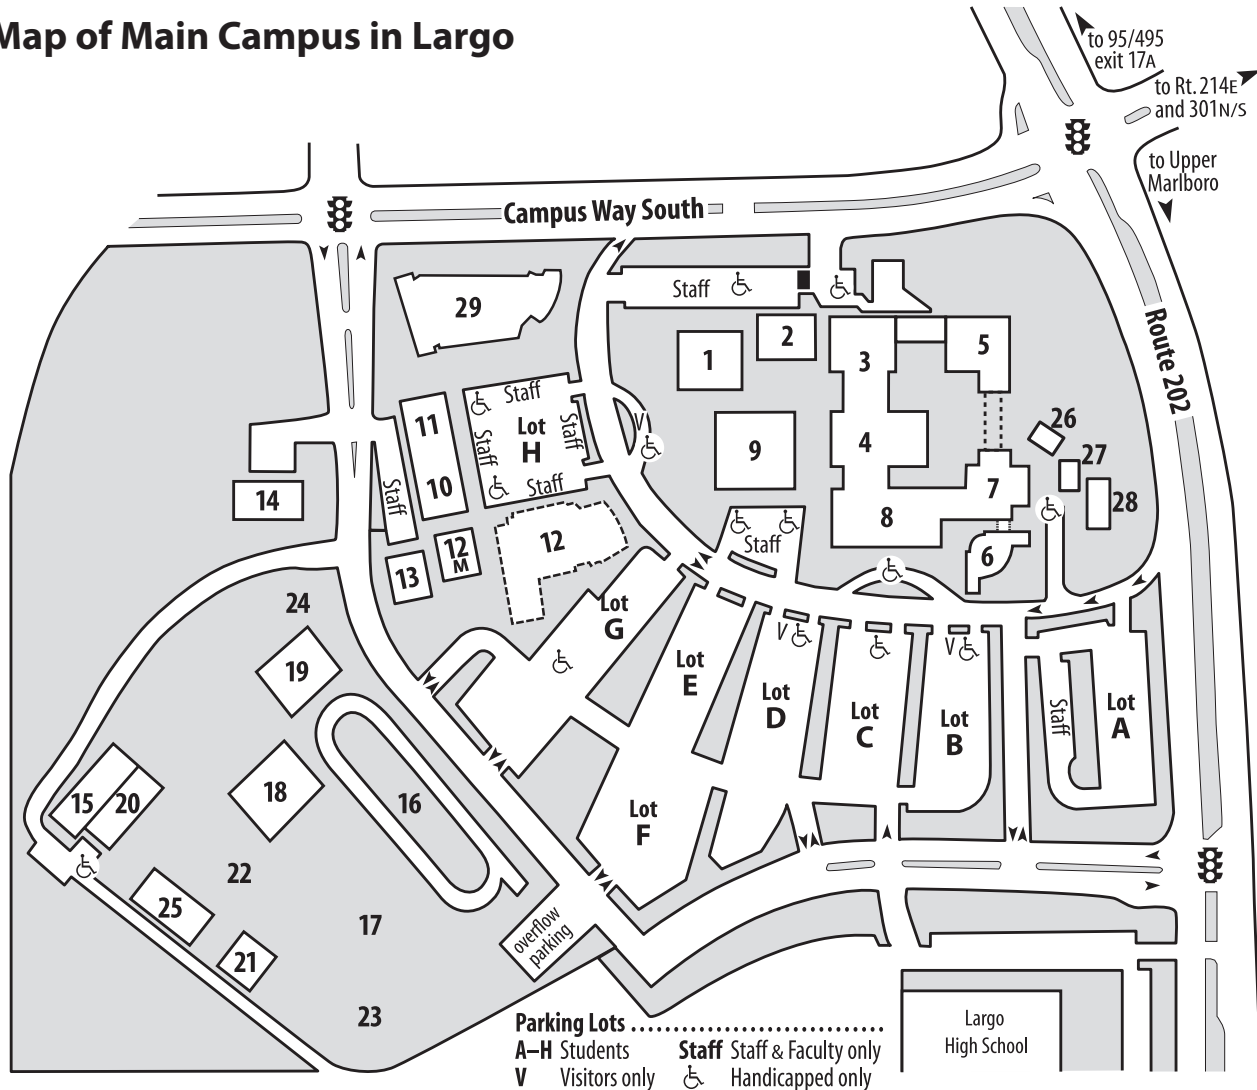 Map of Main Campus in Largo
to 95/495
exit 17A
to Rt. 214E
and 301N/S
to Upper
Marlboro
Campus Way South
Route 202
Staff
29
1
2
3
5
11
Staff
Lot
H
Staff
Staff
Staff
V
9
4
26
27
28
10
7
14
Staff
8
12
12
M
Staff
6
13
24
Lot
G
V
V
19
Lot
E
Lot
D
Lot
C
Lot
B
Staff
Lot
A
15
20
18
16
Lot
F
22
25
17
overflow
parking
21
23
Largo
High School
Parking Lots ................................
A–H Students Staff Staff & Faculty only
V Visitors only Handicapped only